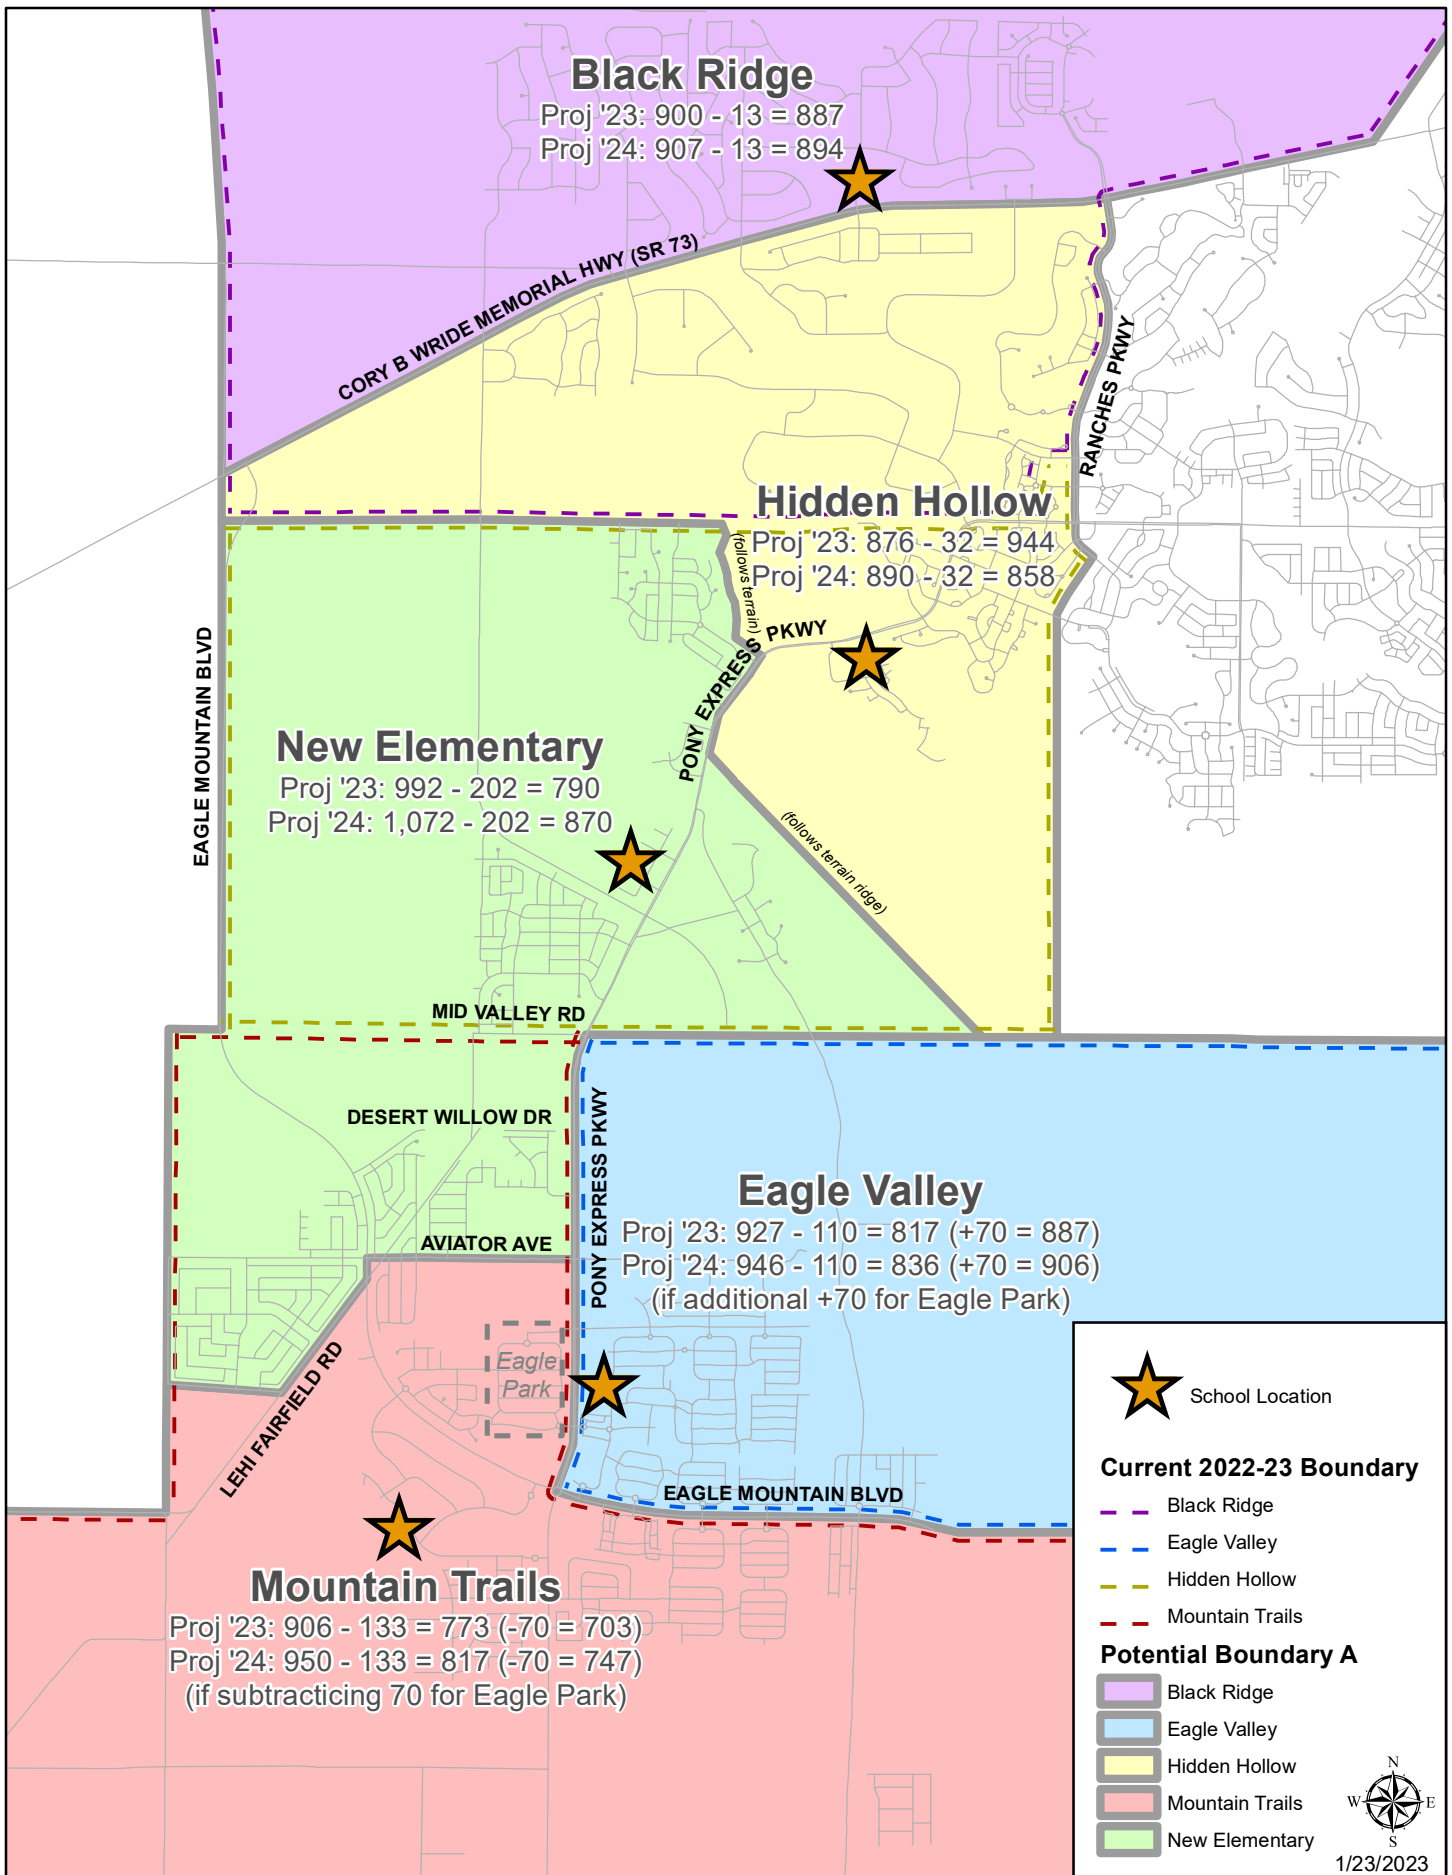 Black Ridge
Proj '23: 900 - 13 = 887
Proj '24: 907 - 13 = 894
CORY B WRIDE MEMORIAL HWY (SR 73)
RANCHES PKWY
Hidden Hollow
Proj '23: 876 - 32 = 944
Proj '24: 890 - 32 = 858
(follows terrain)
PONY EXPRESS PKWY
EAGLE MOUNTAIN BLVD
New Elementary
Proj '23: 992 - 202 = 790
Proj '24: 1,072 - 202 = 870
(follows terrain ridge)
MID VALLEY RD
DESERT WILLOW DR
PONY EXPRESS PKWY
AVIATOR AVE
Eagle Valley
Proj '23: 927 - 110 = 817 (+70 = 887)
Proj '24: 946 - 110 = 836 (+70 = 906)
(if additional +70 for Eagle Park)
Eagle
Park
LEHI FAIRFIELD RD
EAGLE MOUNTAIN BLVD
Mountain Trails
Proj '23: 906 - 133 = 773 (-70 = 703)
Proj '24: 950 - 133 = 817 (-70 = 747)
(if subtracticing 70 for Eagle Park)
School Location
Current 2022-23 Boundary
Black Ridge
Eagle Valley
Hidden Hollow
Mountain Trails
Potential Boundary A
Black Ridge
Eagle Valley
Hidden Hollow
Mountain Trails
New Elementary
N
W E
S
1/23/2023